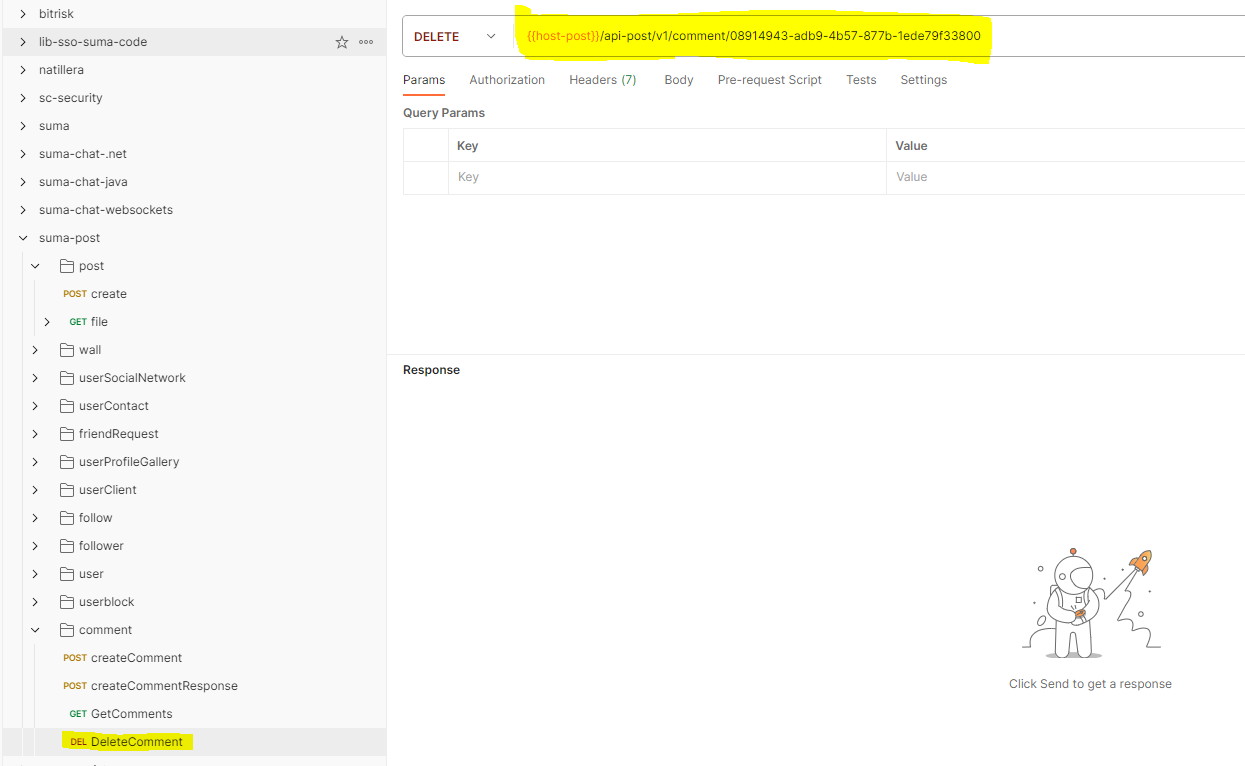 bitrisk
lib-sso-suma-code
natillera
sc-security
suma
suma-chat-.net
suma-chat-java
suma-chat-websockets
suma-post
post
POST create
GET file
wall
userSocialNetwork
userContact
friendRequest
userProfileGallery
userClient
follow
follower
user
userblock
comment
POST createComment
POST createCommentResponse
GET GetComments
DEL DeleteComment
DELETE {{host-post}}/api-post/v1/comment/08914943-adb9-4b57-877b-1ede79f33800
Params Authorization Headers (7) Body Pre-request Script Tests Settings
Query Params
Key Value
Key Value
Response
Click Send to get a response